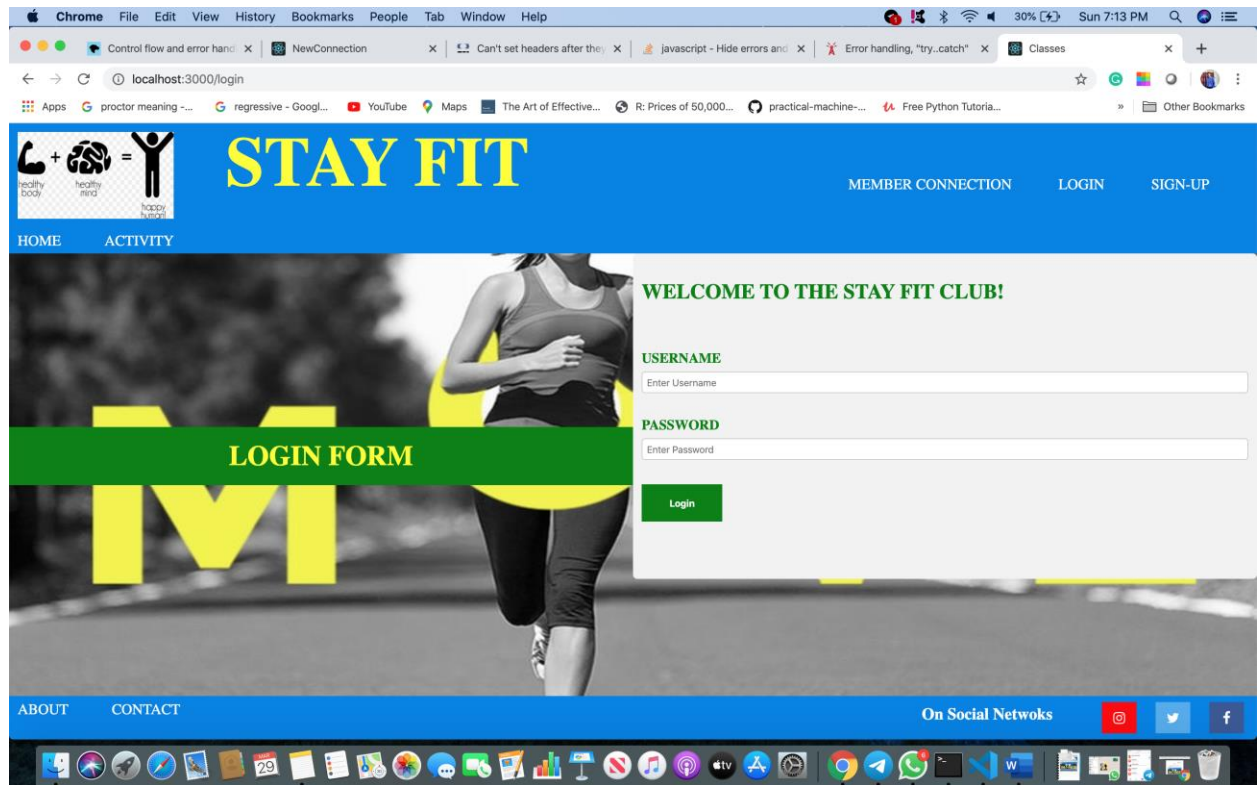 Chrome File Edit View History Bookmarks People Tab Window Help 30% Sun 7:13 PM
Control flow and error hand NewConnection Can't set headers after they javascript - Hide errors and Error handling, "try..catch" Classes
localhost:3000/login
Apps proctor meaning -... regressive - Googl... YouTube Maps The Art of Effective... R: Prices of 50,000... practical-machine-... Free Python Tutoria... » Other Bookmarks
healthy body + healthy mind = happy human!
STAY FIT
MEMBER CONNECTION LOGIN SIGN-UP
HOME ACTIVITY
WELCOME TO THE STAY FIT CLUB!
USERNAME
Enter Username
PASSWORD
Enter Password
LOGIN FORM
Login
M
ABOUT CONTACT
On Social Netwoks
29
tv
W